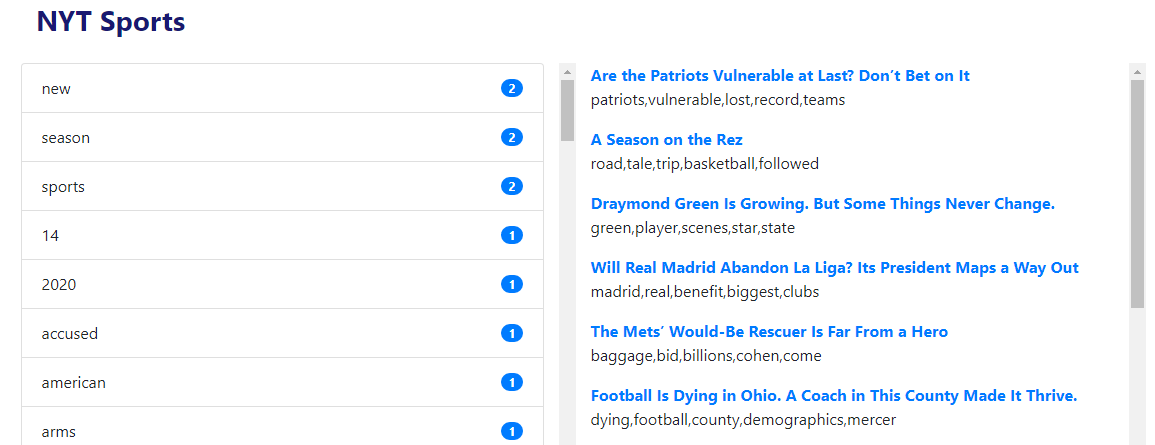 NYT Sports
new 2
season 2
sports 2
14 1
2020 1
accused 1
american 1
arms 1
Are the Patriots Vulnerable at Last? Don’t Bet on It
patriots,vulnerable,lost,record,teams
A Season on the Rez
road,tale,trip,basketball,followed
Draymond Green Is Growing. But Some Things Never Change.
green,player,scenes,star,state
Will Real Madrid Abandon La Liga? Its President Maps a Way Out
madrid,real,benefit,biggest,clubs
The Mets’ Would-Be Rescuer Is Far From a Hero
baggage,bid,billions,cohen,come
Football Is Dying in Ohio. A Coach in This County Made It Thrive.
dying,football,county,demographics,mercer